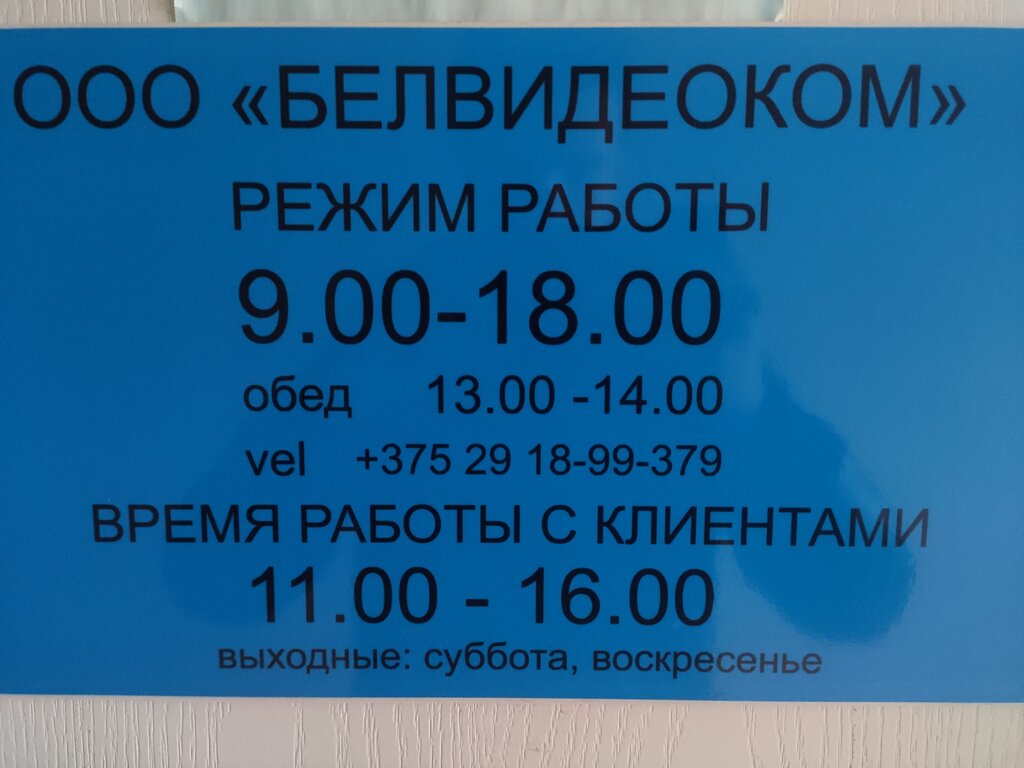 ООО «БЕЛВИДЕОКОМ»
РЕЖИМ РАБОТЫ
9.00-18.00
обед 13.00 -14.00
vel +375 29 18-99-379
ВРЕМЯ РАБОТЫ С КЛИЕНТАМИ
11.00 - 16.00
выходные: суббота, воскресенье